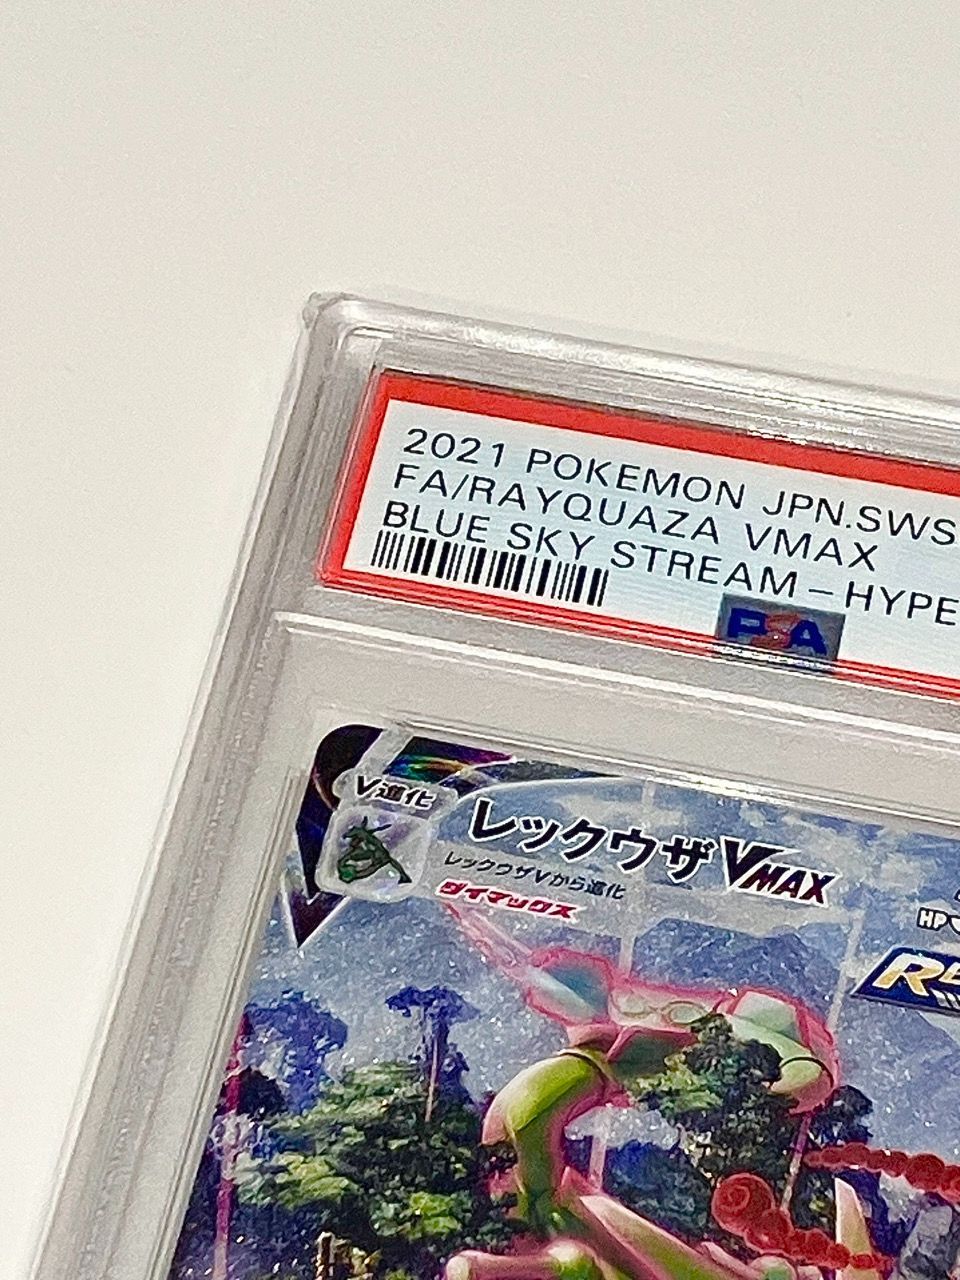 2021 POKEMON JPN.SWS
FA/RAYQUAZA VMAX
BLUE SKY STREAM-HYPE
PSA
V進化
レックウザVMAX
レックウザVから進化
ダイマックス
HP